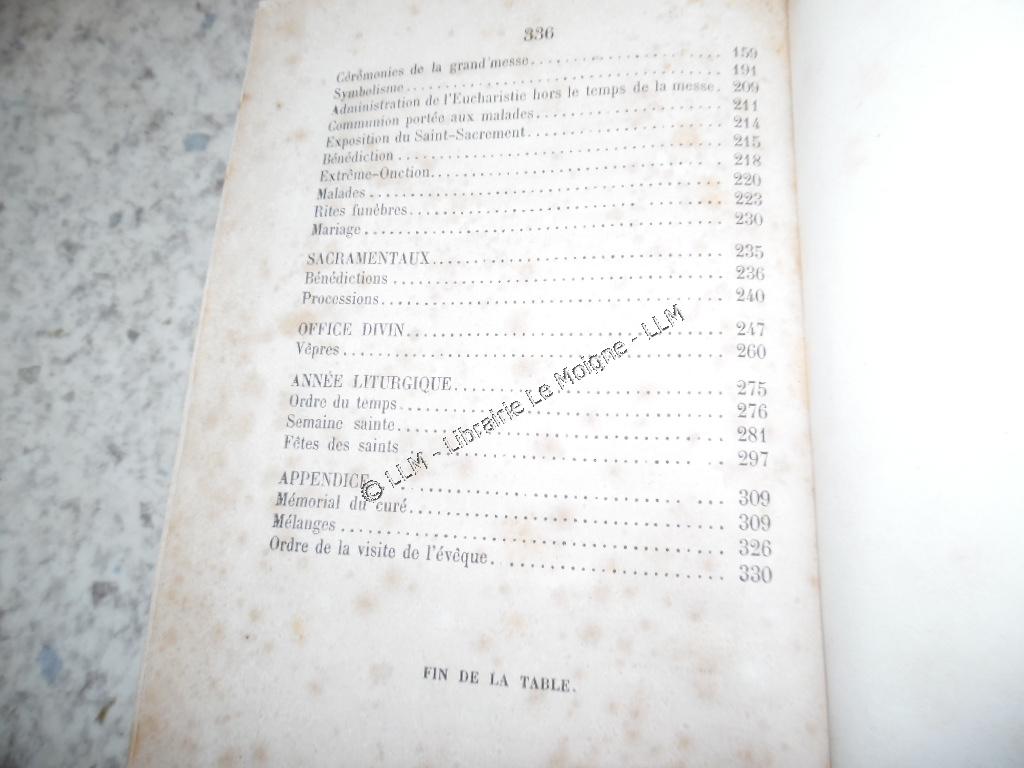 336
Cérémonies de la grand'messe. 159
Symbolisme 191
Administration de l'Eucharistie hors le temps de la messe. 209
Communion portée aux malades 211
Exposition du Saint-Sacrement 214
Bénédiction 215
Extrême-Onction. 218
Malades 220
Rites funèbres. 223
Mariage 230
SACRAMENTAUX. 235
Bénédictions 236
Processions. 240
OFFICE DIVIN. 247
Vêpres 260
ANNÉE LITURGIQUE. 275
Ordre du temps. 276
Semaine sainte. 281
Fêtes des saints 297
APPENDICE 309
Mémorial du curé. 309
Mélanges 326
Ordre de la visite de l'évêque. 330
FIN DE LA TABLE.
© LLM - Librairie Le Moigne - LLM